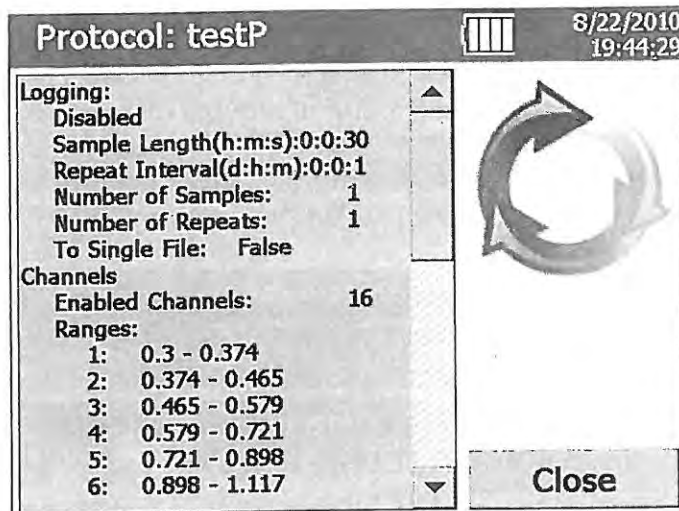 Protocol: testP
8/22/2010
19:44:29
Logging:
Disabled
Sample Length(h:m:s):0:0:30
Repeat Interval(d:h:m):0:0:1
Number of Samples: 1
Number of Repeats: 1
To Single File: False
Channels
Enabled Channels: 16
Ranges:
1: 0.3 - 0.374
2: 0.374 - 0.465
3: 0.465 - 0.579
4: 0.579 - 0.721
5: 0.721 - 0.898
6: 0.898 - 1.117
Close